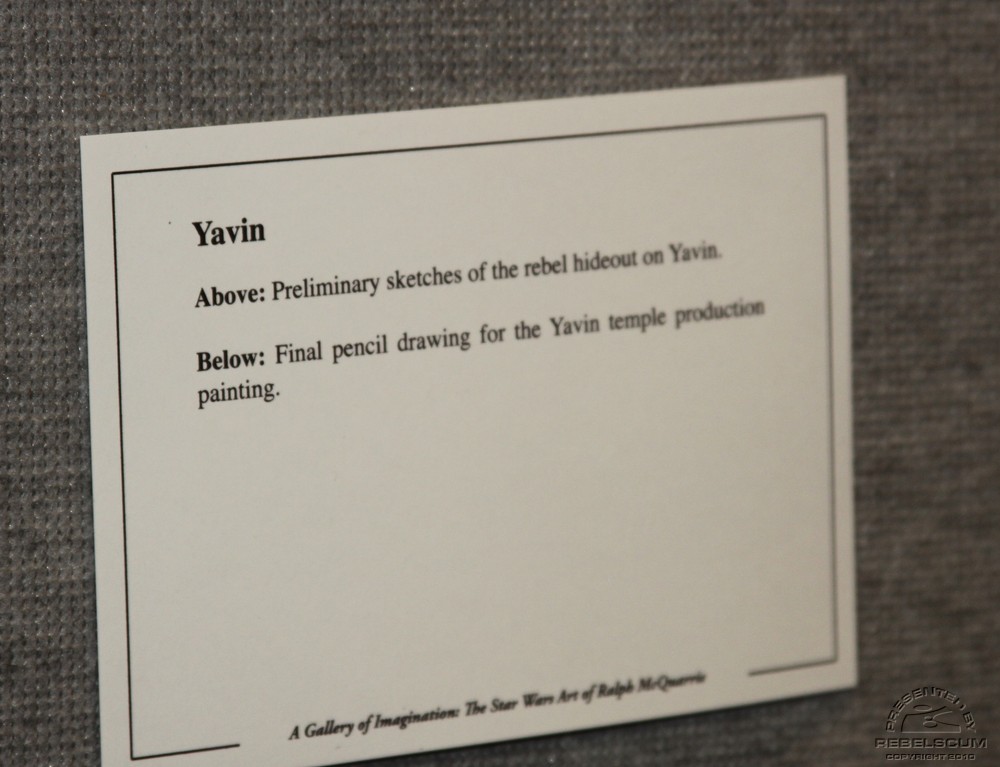 Yavin
Above: Preliminary sketches of the rebel hideout on Yavin.
Below: Final pencil drawing for the Yavin temple production
painting.
A Gallery of Imagination: The Star Wars Art of Ralph McQuarrie
PRESENTED BY
REBELSCUM
COPYRIGHT 2010